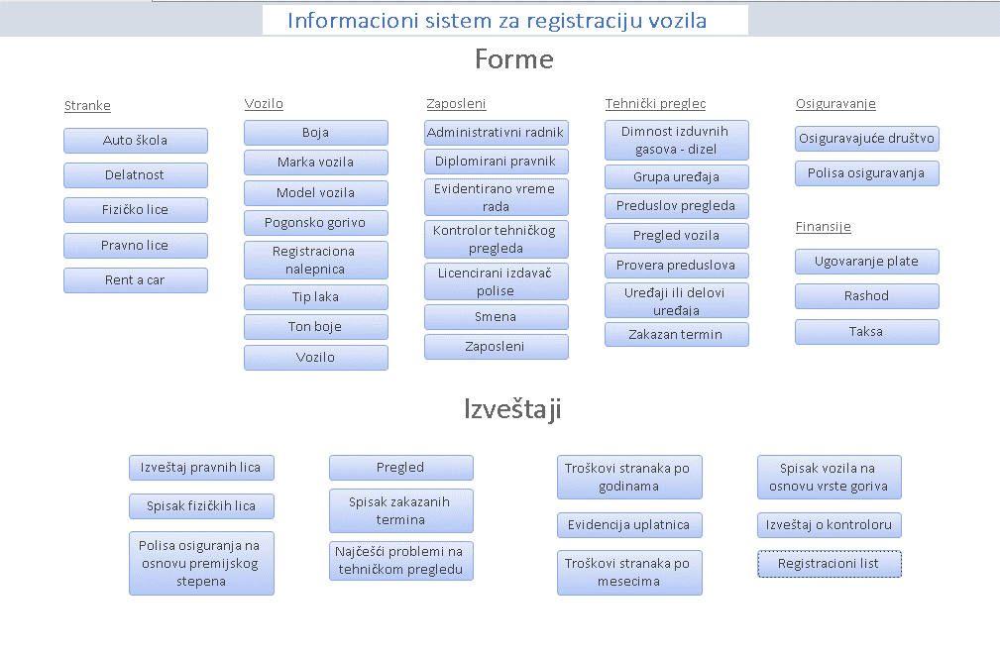 Informacioni sistem za registraciju vozila
Forme
Stranke
Auto škola
Delatnost
Fizičko lice
Pravno lice
Rent a car
Vozilo
Boja
Marka vozila
Model vozila
Pogonsko gorivo
Registraciona
nalepnica
Tip laka
Ton boje
Vozilo
Zaposleni
Administrativni radnik
Diplomirani pravnik
Evidentirano vreme
rada
Kontrolor tehničkog
pregleda
Licencirani izdavač
polise
Smena
Zaposleni
Tehnički preglec
Dimnost izduvnih
gasova - dizel
Grupa uređaja
Preduslov pregleda
Pregled vozila
Provera preduslova
Uređaji ili delovi
uređaja
Zakazan termin
Osiguravanje
Osiguravajuće društvo
Polisa osiguravanja
Finansije
Ugovaranje plate
Rashod
Taksa
Izveštaji
Izveštaj pravnih lica
Spisak fizičkih lica
Polisa osiguranja na
osnovu premijskog
stepena
Pregled
Spisak zakazanih
termina
Najčešći problemi na
tehničkom pregledu
Troškovi stranaka po
godinama
Evidencija uplatnica
Troškovi stranaka po
mesecima
Spisak vozila na
osnovu vrste goriva
Izveštaj o kontroloru
Registracioni list